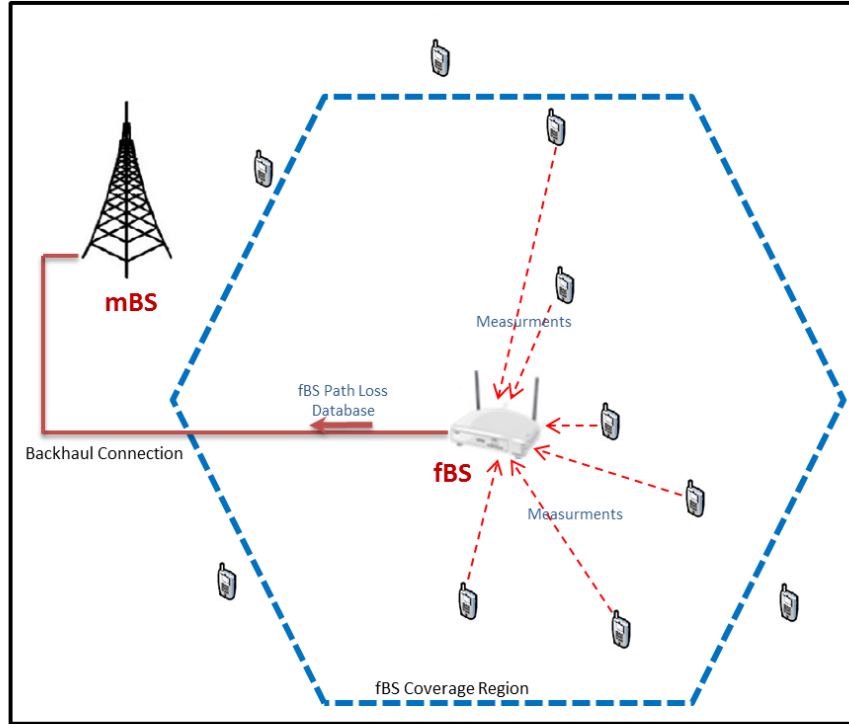 mBS
Measurments
fBS Path Loss
Database
Backhaul Connection
fBS
Measurments
fBS Coverage Region